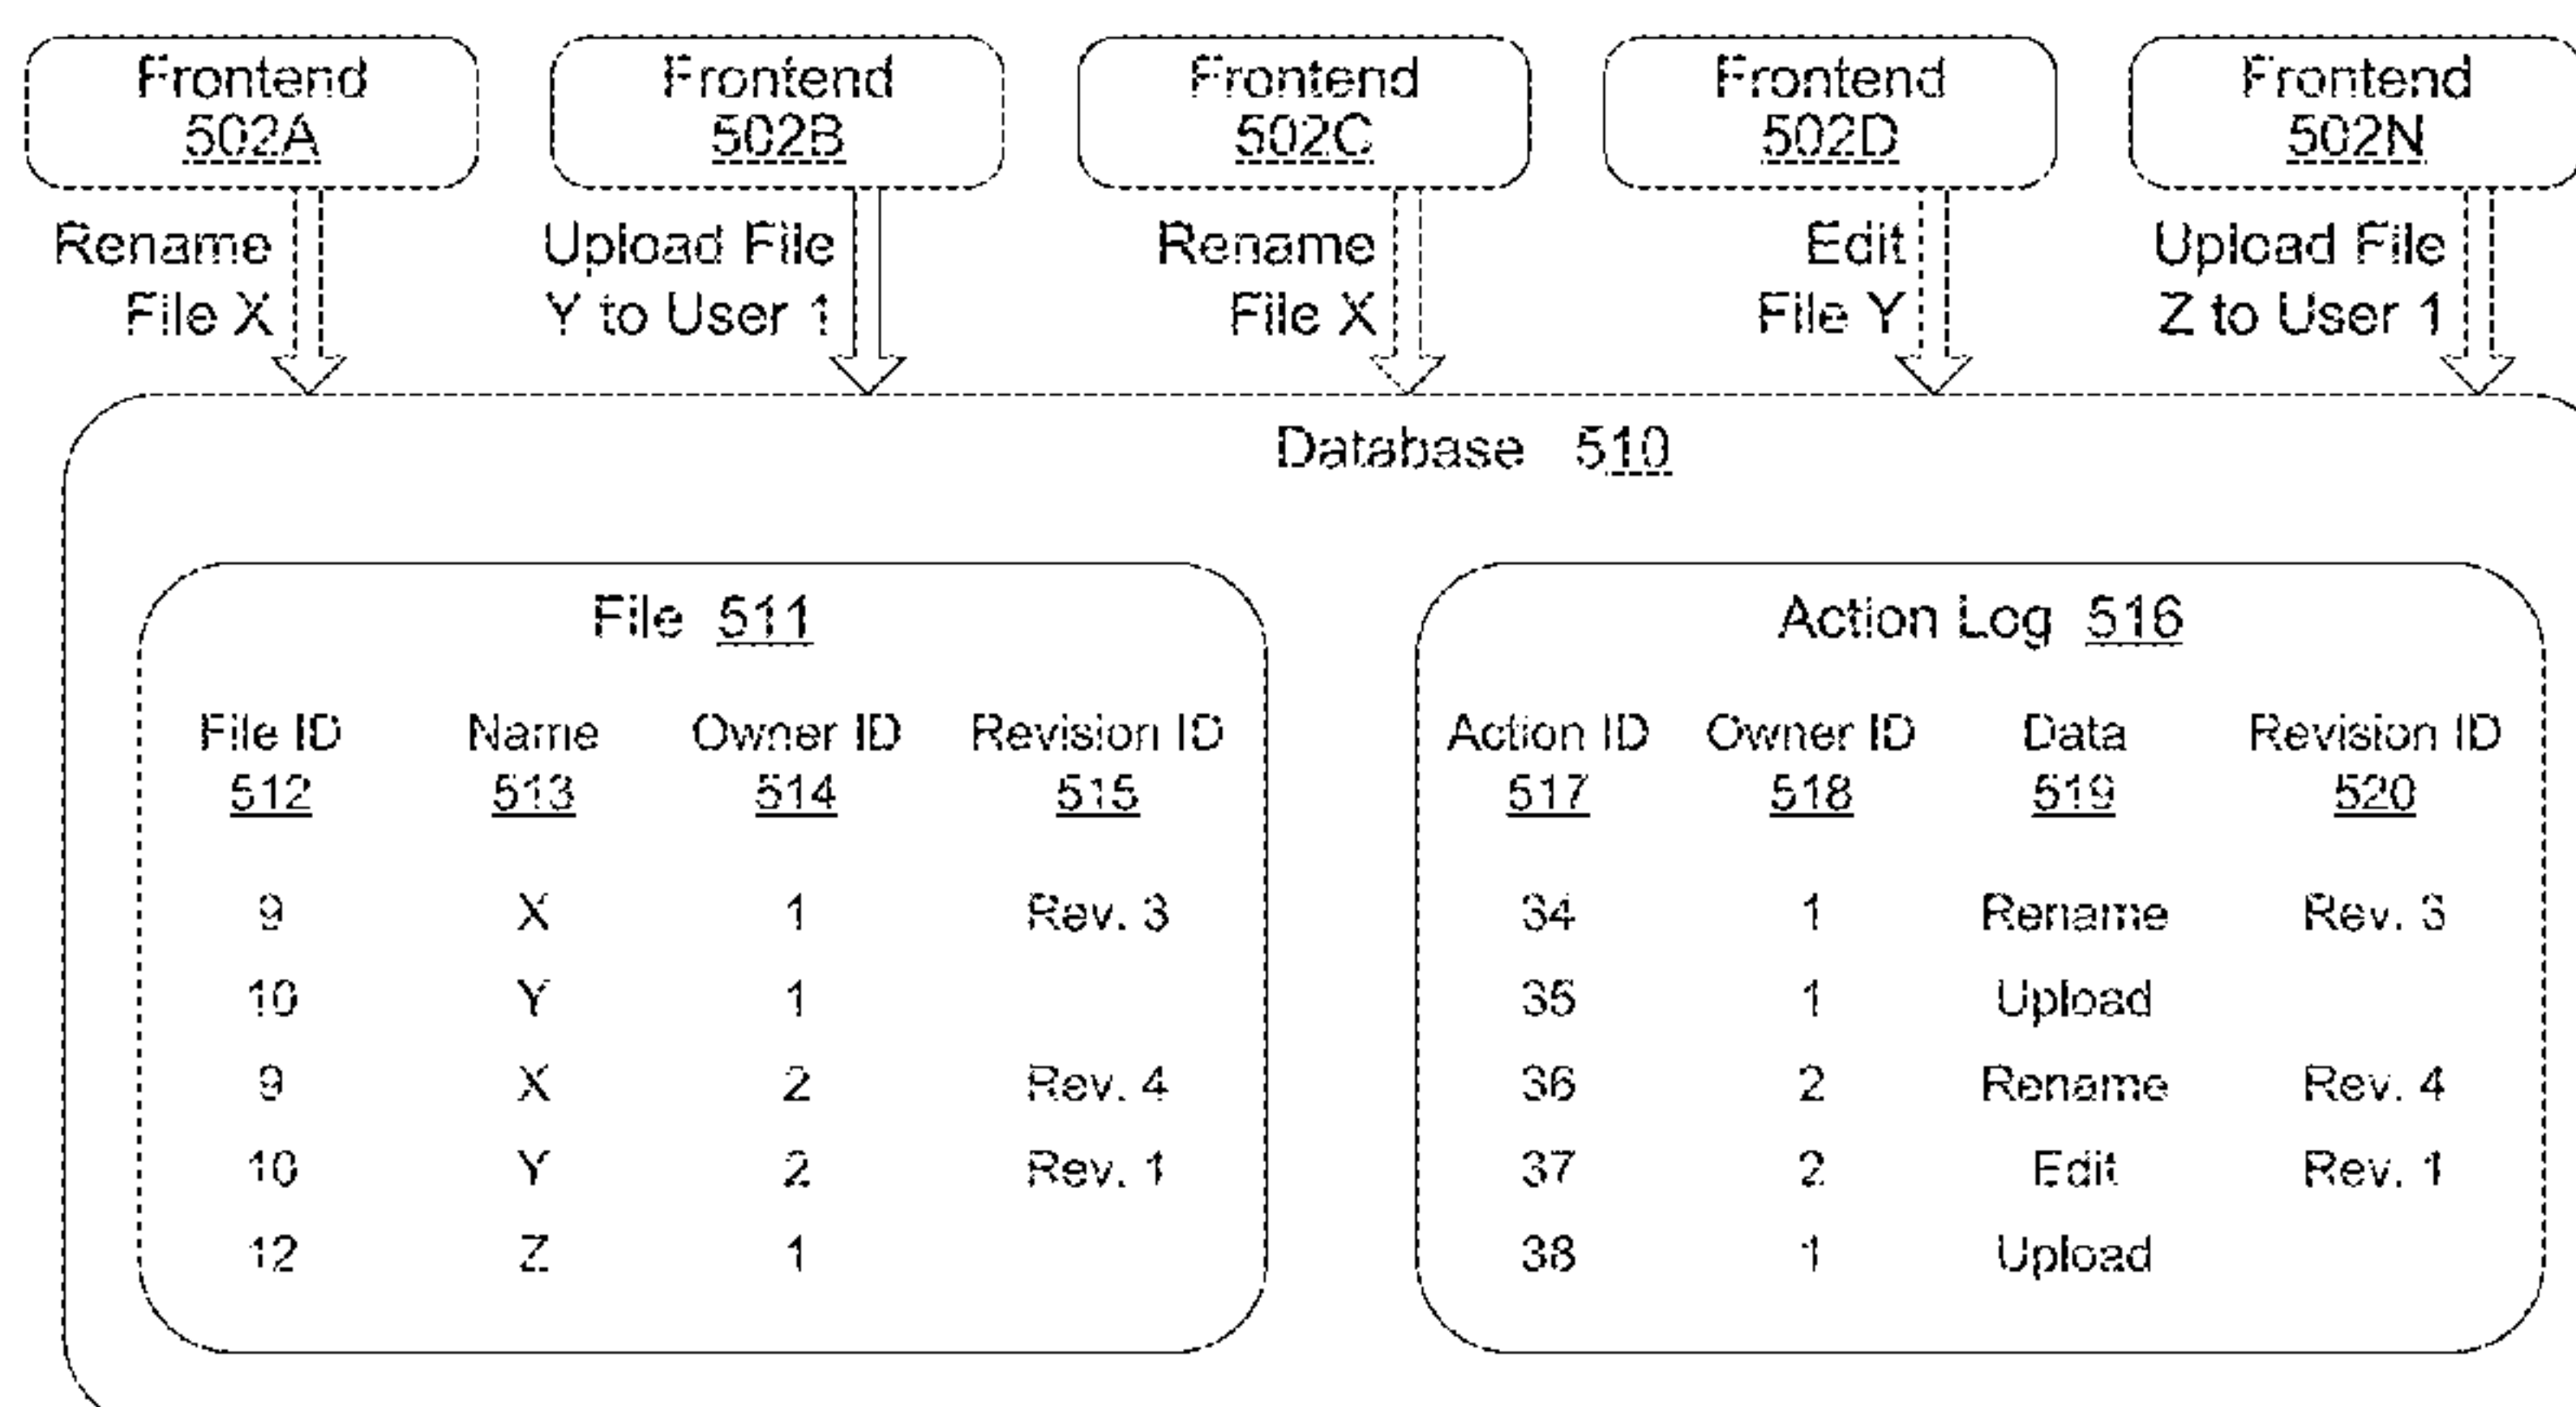 Frontend 502A
Frontend 502B
Frontend 502C
Frontend 502D
Frontend 502N
Rename
File X
Upload File
Y to User 1
Rename
File X
Edit
File Y
Upload File
Z to User 1
Database 510
File 511
File ID 512 Name 513 Owner ID 514 Revision ID 515
9 X 1 Rev. 3
10 Y 1
9 X 2 Rev. 4
10 Y 2 Rev. 1
12 Z 1
Action Log 516
Action ID 517 Owner ID 518 Data 519 Revision ID 520
34 1 Rename Rev. 3
35 1 Upload
36 2 Rename Rev. 4
37 2 Edit Rev. 1
38 1 Upload